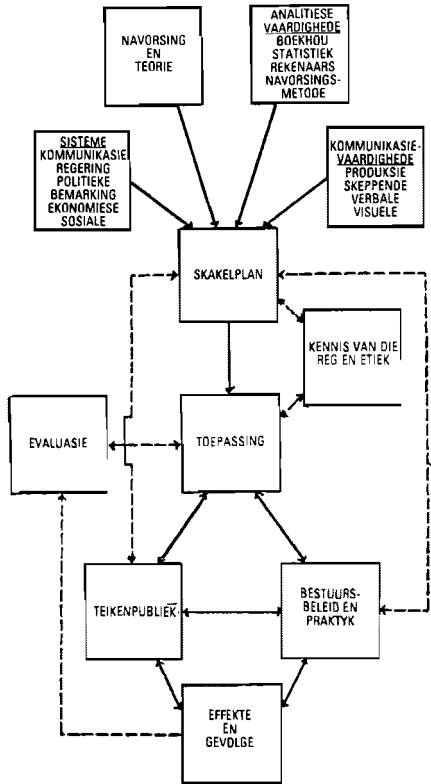 NAVORSING
EN
TEORIE
ANALITIESE
VAARDIGHEDE
BOEKHOU
STATISTIEK
REKENAARS
NAVORSINGS-
METODE
SISTEME
KOMMUNIKASIE
REGERING
POLITIEKE
BEMARKING
EKONOMIESE
SOSIALE
KOMMUNIKASIE-
VAARDIGHEDE
PRODUKSIE
SKEPPENDE
VERBALE
VISUELE
SKAKELPLAN
KENNIS VAN DIE
REG EN ETIEK
EVALUASIE
TOEPASSING
TEIKENPUBLIEK
BESTUURS-
BELEID EN
PRAKTYK
EFFEKTE
EN
GEVOLGE